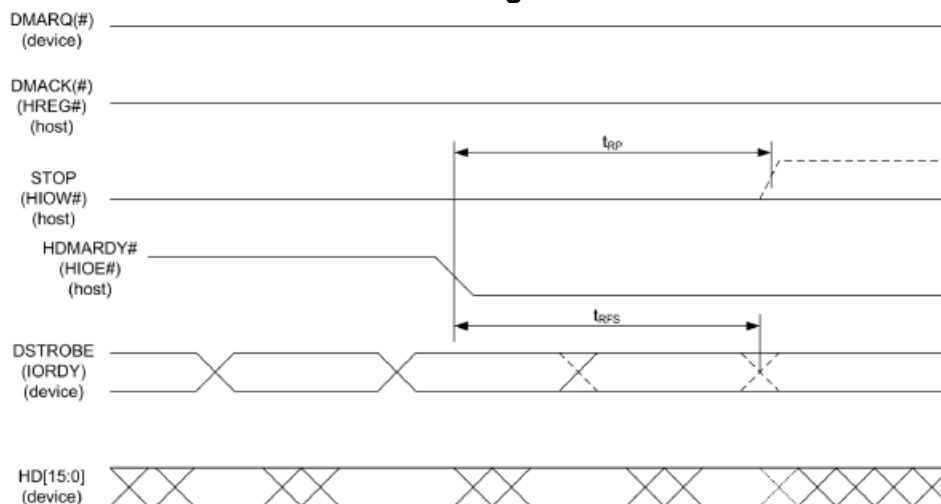 DMARQ(#)
(device)
DMACK(#)
(HREG#)
(host)
tRP
STOP
(HIOW#)
(host)
HDMARDY#
(HIOE#)
(host)
tRFS
DSTROBE
(IORDY)
(device)
HD[15:0]
(device)